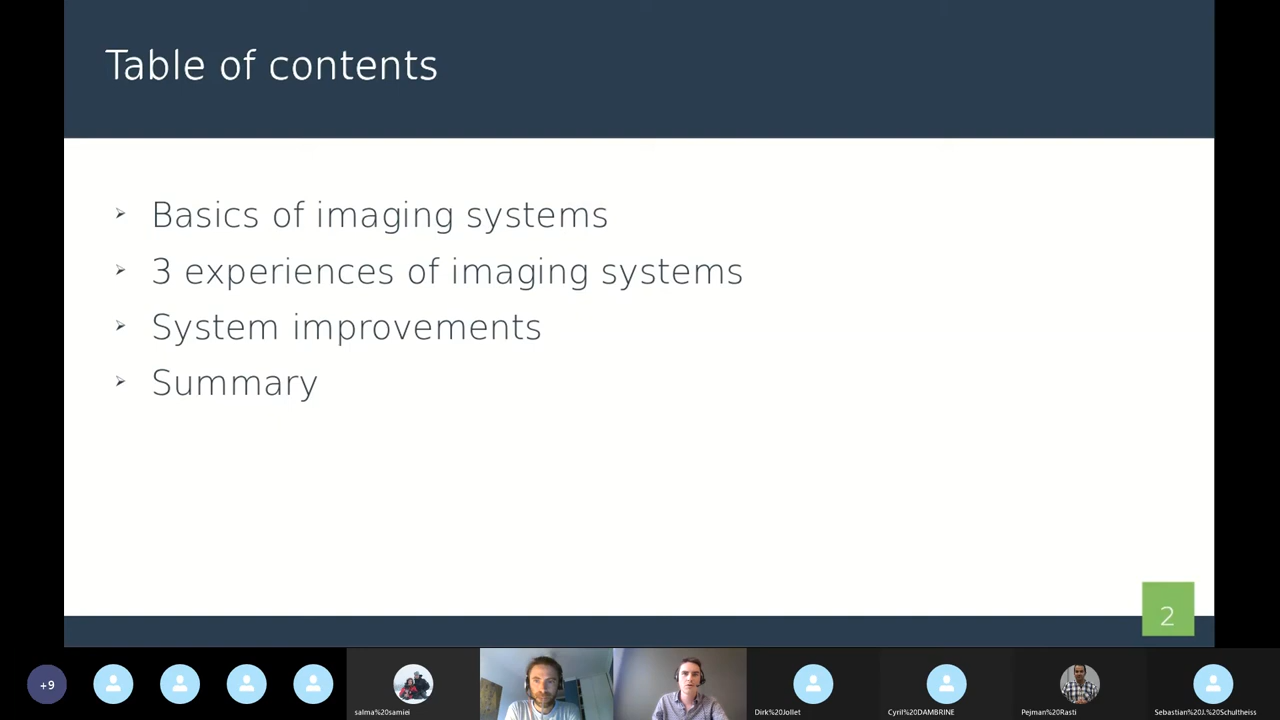 Table of contents
➢ Basics of imaging systems
➢ 3 experiences of imaging systems
➢ System improvements
➢ Summary
2
+9
salma%20samiei
Dirk%20Jollet
Cyril%20DAMBRINE
Pejman%20Rasti
Sebastian%20J.%20Schultheiss